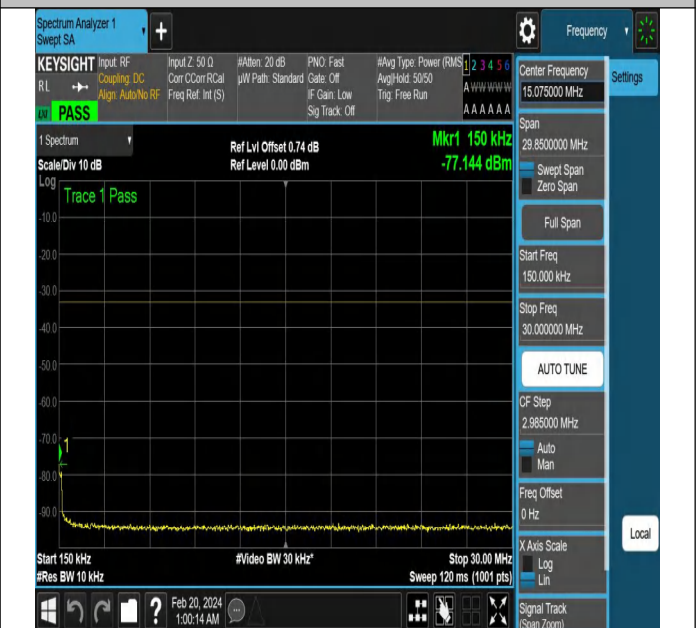 Spectrum Analyzer 1
Swept SA
Frequency
KEYSIGHT
Input: RF
Coupling: DC
Align: Auto/No RF
Input Z: 50 Ω
Corr CCorr RCal
Freq Ref: Int (S)
#Atten: 20 dB
µW Path: Standard
PNO: Fast
Gate: Off
IF Gain: Low
Sig Track: Off
#Avg Type: Power (RMS
Avg|Hold: 50/50
Trig: Free Run
1 2 3 4 5 6
A W W W W W
A A A A A A
RL
PASS
1 Spectrum
Scale/Div 10 dB
Ref Lvl Offset 0.74 dB
Ref Level 0.00 dBm
Mkr1 150 kHz
-77.144 dBm
Log
Trace 1 Pass
-10.0
-20.0
-30.0
-40.0
-50.0
-60.0
-70.0
1
-80.0
-90.0
Start 150 kHz
#Res BW 10 kHz
#Video BW 30 kHz*
Stop 30.00 MHz
Sweep 120 ms (1001 pts)
Feb 20, 2024
1:00:14 AM
Center Frequency
15.075000 MHz
Settings
Span
29.8500000 MHz
Swept Span
Zero Span
Full Span
Start Freq
150.000 kHz
Stop Freq
30.000000 MHz
AUTO TUNE
CF Step
2.985000 MHz
Auto
Man
Freq Offset
0 Hz
Local
X Axis Scale
Log
Lin
Signal Track
(Span Zoom)